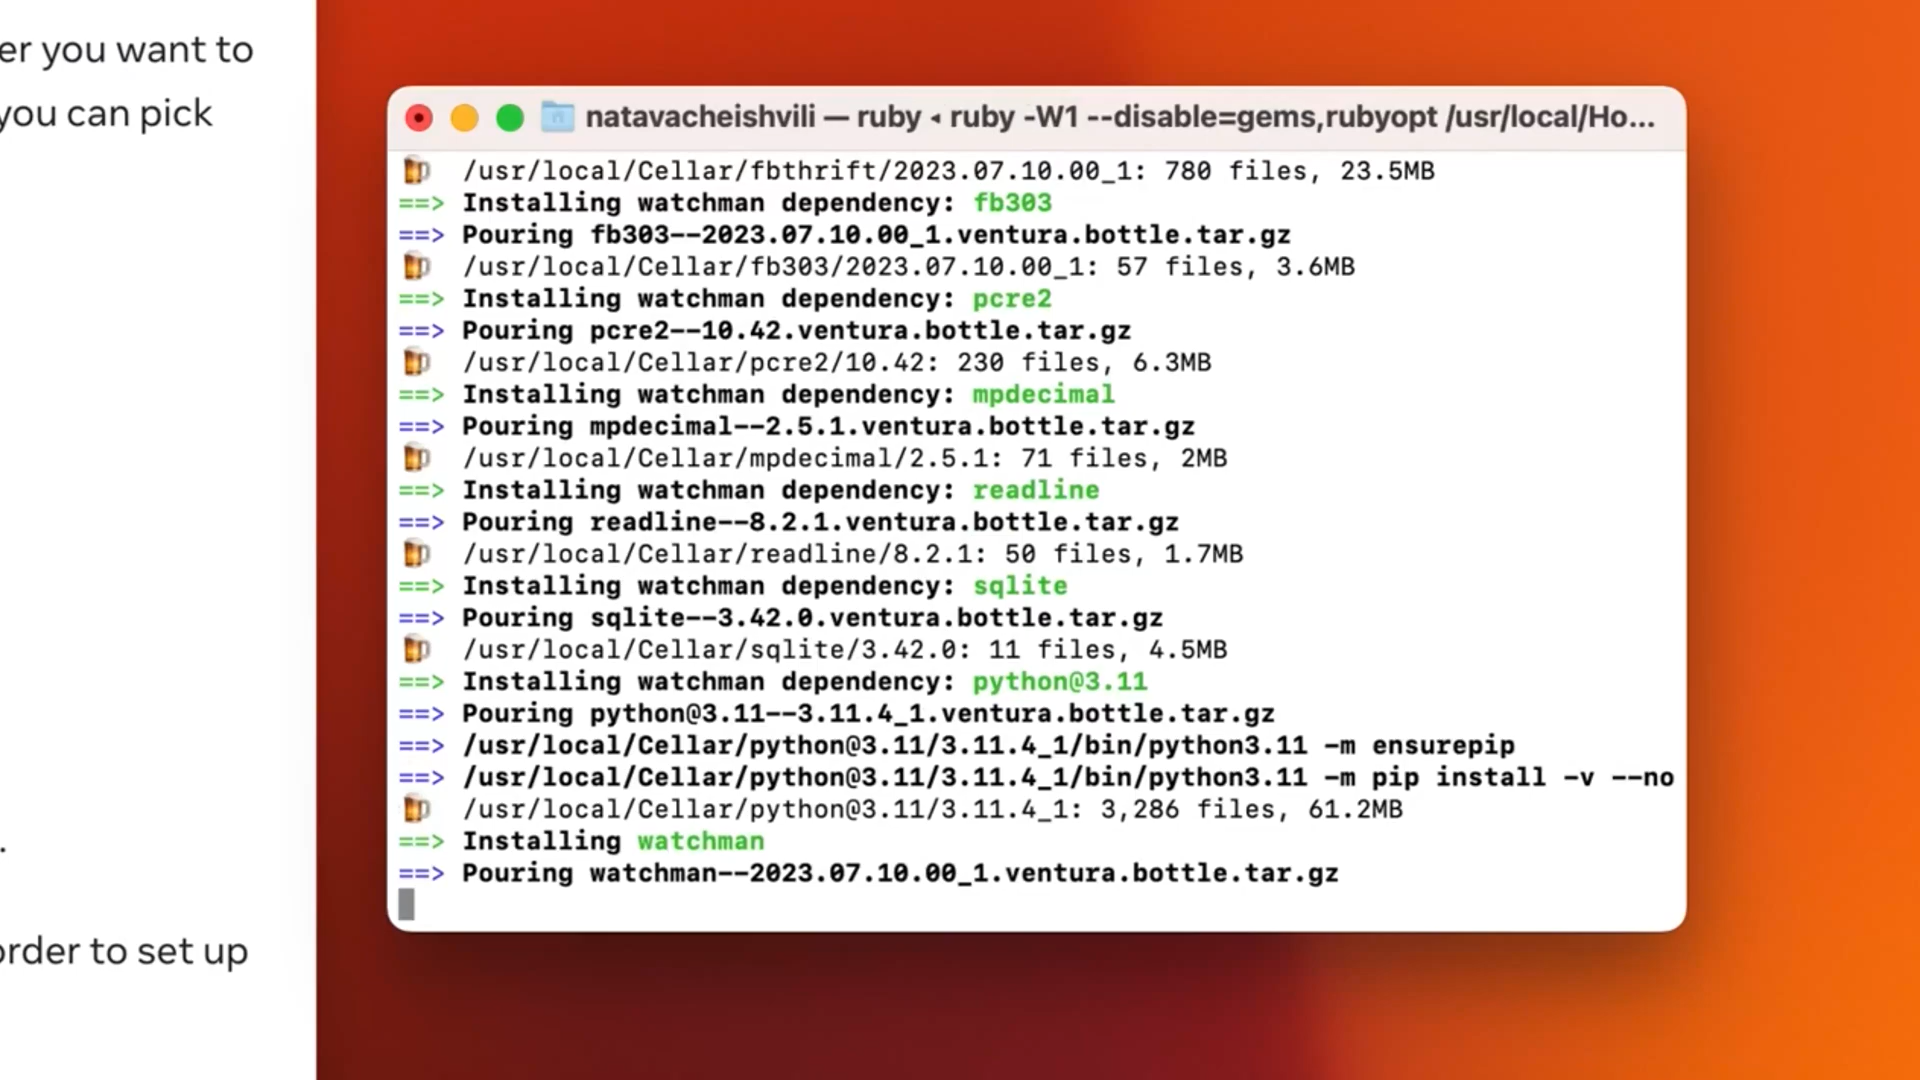 er you want to
you can pick
.
order to set up
natavacheishvili — ruby ◂ ruby -W1 --disable=gems,rubyopt /usr/local/Ho...
/usr/local/Cellar/fbthrift/2023.07.10.00_1: 780 files, 23.5MB
==> Installing watchman dependency: fb303
==> Pouring fb303--2023.07.10.00_1.ventura.bottle.tar.gz
/usr/local/Cellar/fb303/2023.07.10.00_1: 57 files, 3.6MB
==> Installing watchman dependency: pcre2
==> Pouring pcre2--10.42.ventura.bottle.tar.gz
/usr/local/Cellar/pcre2/10.42: 230 files, 6.3MB
==> Installing watchman dependency: mpdecimal
==> Pouring mpdecimal--2.5.1.ventura.bottle.tar.gz
/usr/local/Cellar/mpdecimal/2.5.1: 71 files, 2MB
==> Installing watchman dependency: readline
==> Pouring readline--8.2.1.ventura.bottle.tar.gz
/usr/local/Cellar/readline/8.2.1: 50 files, 1.7MB
==> Installing watchman dependency: sqlite
==> Pouring sqlite--3.42.0.ventura.bottle.tar.gz
/usr/local/Cellar/sqlite/3.42.0: 11 files, 4.5MB
==> Installing watchman dependency: python@3.11
==> Pouring python@3.11--3.11.4_1.ventura.bottle.tar.gz
==> /usr/local/Cellar/python@3.11/3.11.4_1/bin/python3.11 -m ensurepip
==> /usr/local/Cellar/python@3.11/3.11.4_1/bin/python3.11 -m pip install -v --no
/usr/local/Cellar/python@3.11/3.11.4_1: 3,286 files, 61.2MB
==> Installing watchman
==> Pouring watchman--2023.07.10.00_1.ventura.bottle.tar.gz